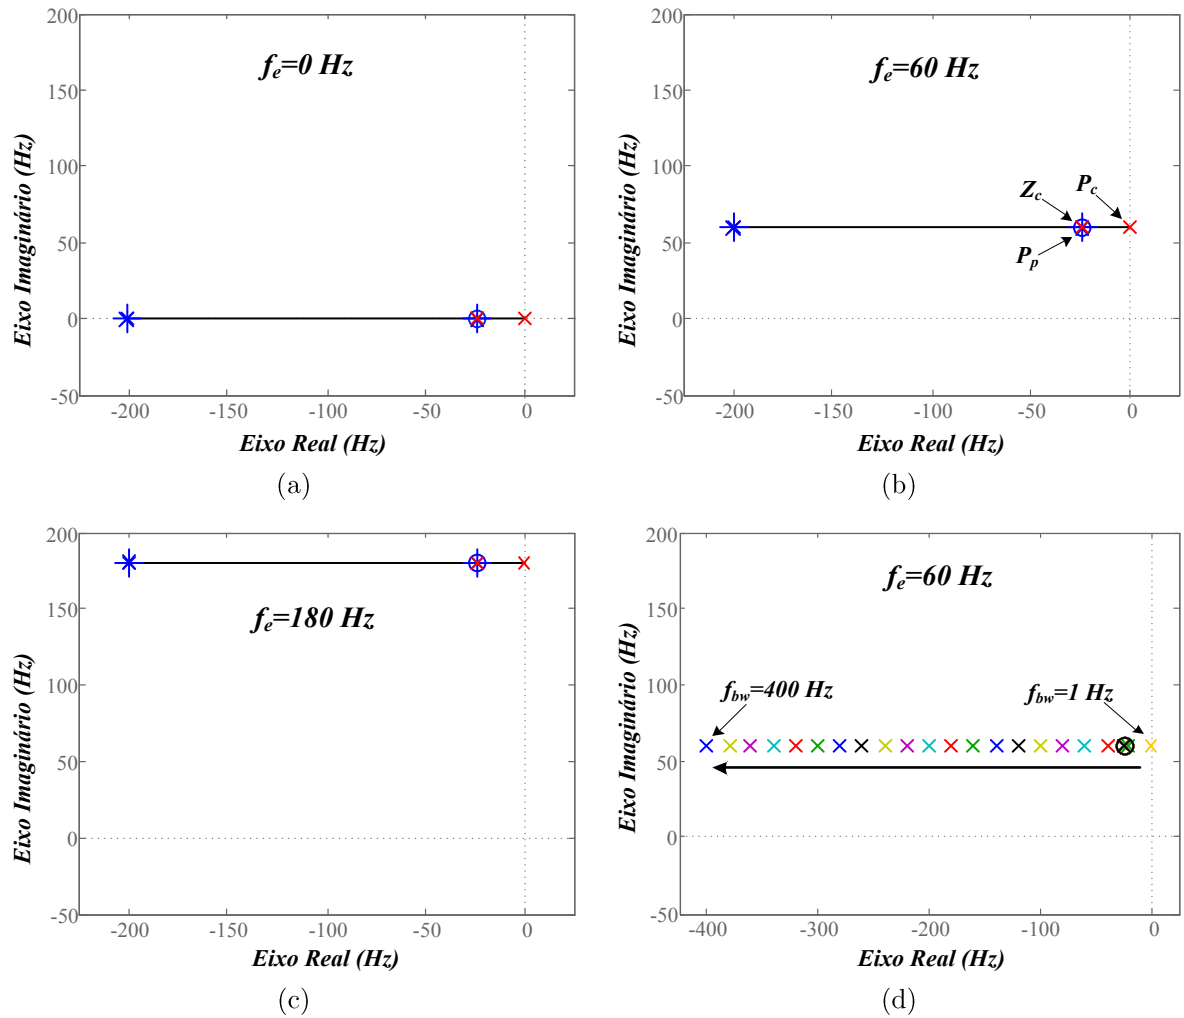 f_e=0 Hz
200
150
100
50
0
-50
Eixo Imaginário (Hz)
-200 -150 -100 -50 0
Eixo Real (Hz)
(a)
f_e=60 Hz
Z_c
P_c
P_p
200
150
100
50
0
-50
Eixo Imaginário (Hz)
-200 -150 -100 -50 0
Eixo Real (Hz)
(b)
f_e=180 Hz
200
150
100
50
0
-50
Eixo Imaginário (Hz)
-200 -150 -100 -50 0
Eixo Real (Hz)
(c)
f_e=60 Hz
f_bw=400 Hz
f_bw=1 Hz
200
150
100
50
0
-50
Eixo Imaginário (Hz)
-400 -300 -200 -100 0
Eixo Real (Hz)
(d)